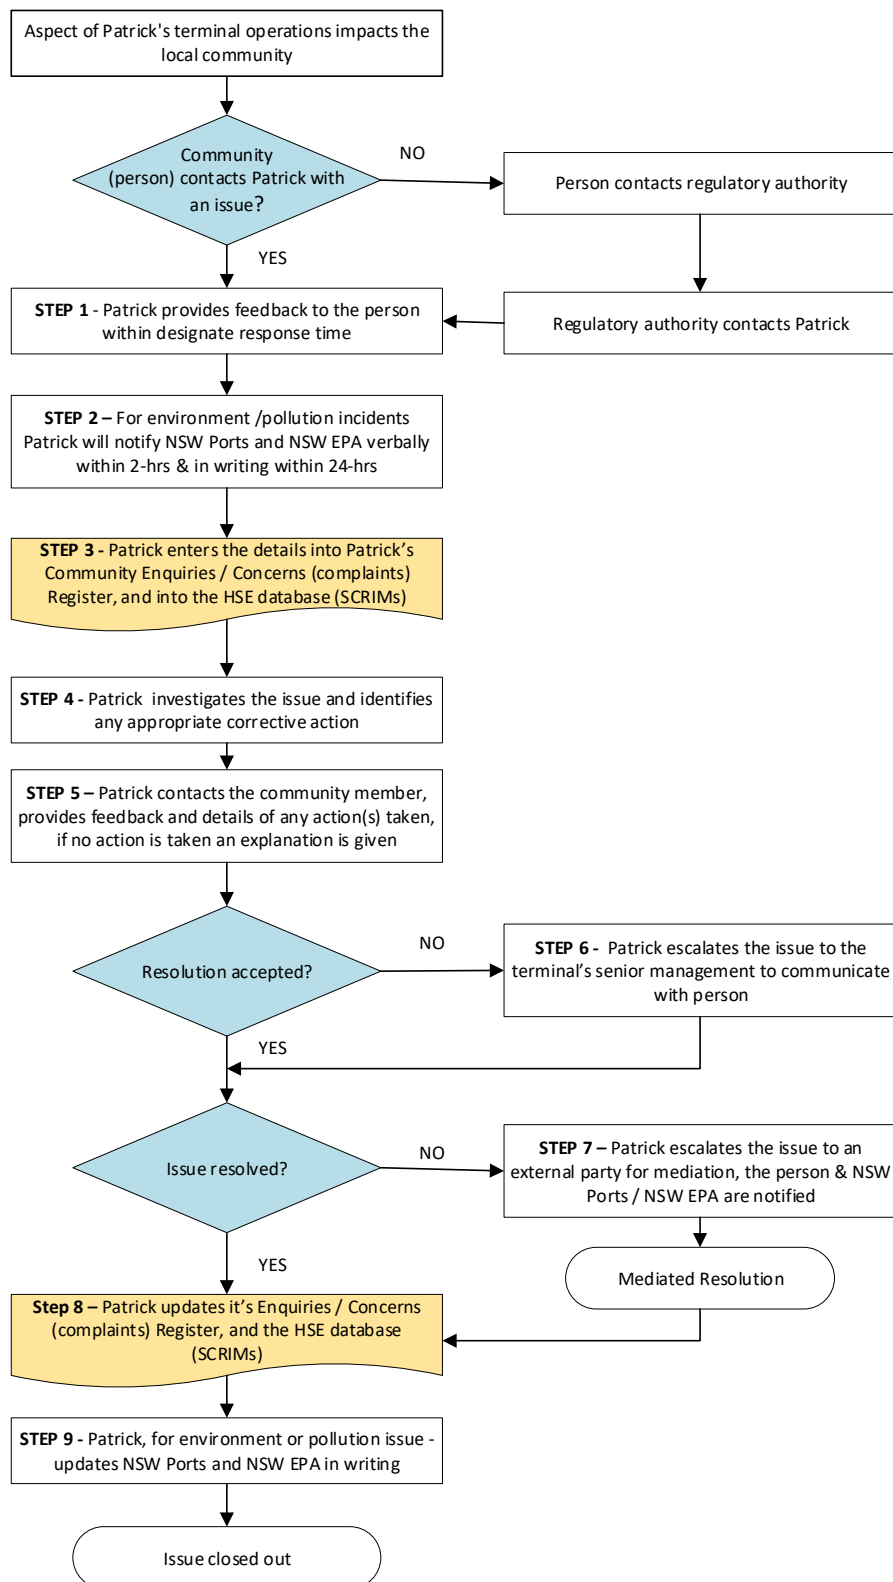 Aspect of Patrick's terminal operations impacts the
local community
Community
(person) contacts Patrick with
an issue?
NO
Person contacts regulatory authority
YES
STEP 1 - Patrick provides feedback to the person
within designate response time
Regulatory authority contacts Patrick
STEP 2 – For environment /pollution incidents
Patrick will notify NSW Ports and NSW EPA verbally
within 2-hrs & in writing within 24-hrs
STEP 3 - Patrick enters the details into Patrick's
Community Enquiries / Concerns (complaints)
Register, and into the HSE database (SCRIMs)
STEP 4 - Patrick  investigates the issue and identifies
any appropriate corrective action
STEP 5 – Patrick contacts the community member,
provides feedback and details of any action(s) taken,
if no action is taken an explanation is given
Resolution accepted?
NO
STEP 6 -  Patrick escalates the issue to the
terminal's senior management to communicate
with person
YES
Issue resolved?
NO
STEP 7 – Patrick escalates the issue to an
external party for mediation, the person & NSW
Ports / NSW EPA are notified
YES
Mediated Resolution
Step 8 – Patrick updates it's Enquiries / Concerns
(complaints) Register, and the HSE database
(SCRIMs)
STEP 9 - Patrick, for environment or pollution issue -
updates NSW Ports and NSW EPA in writing
Issue closed out